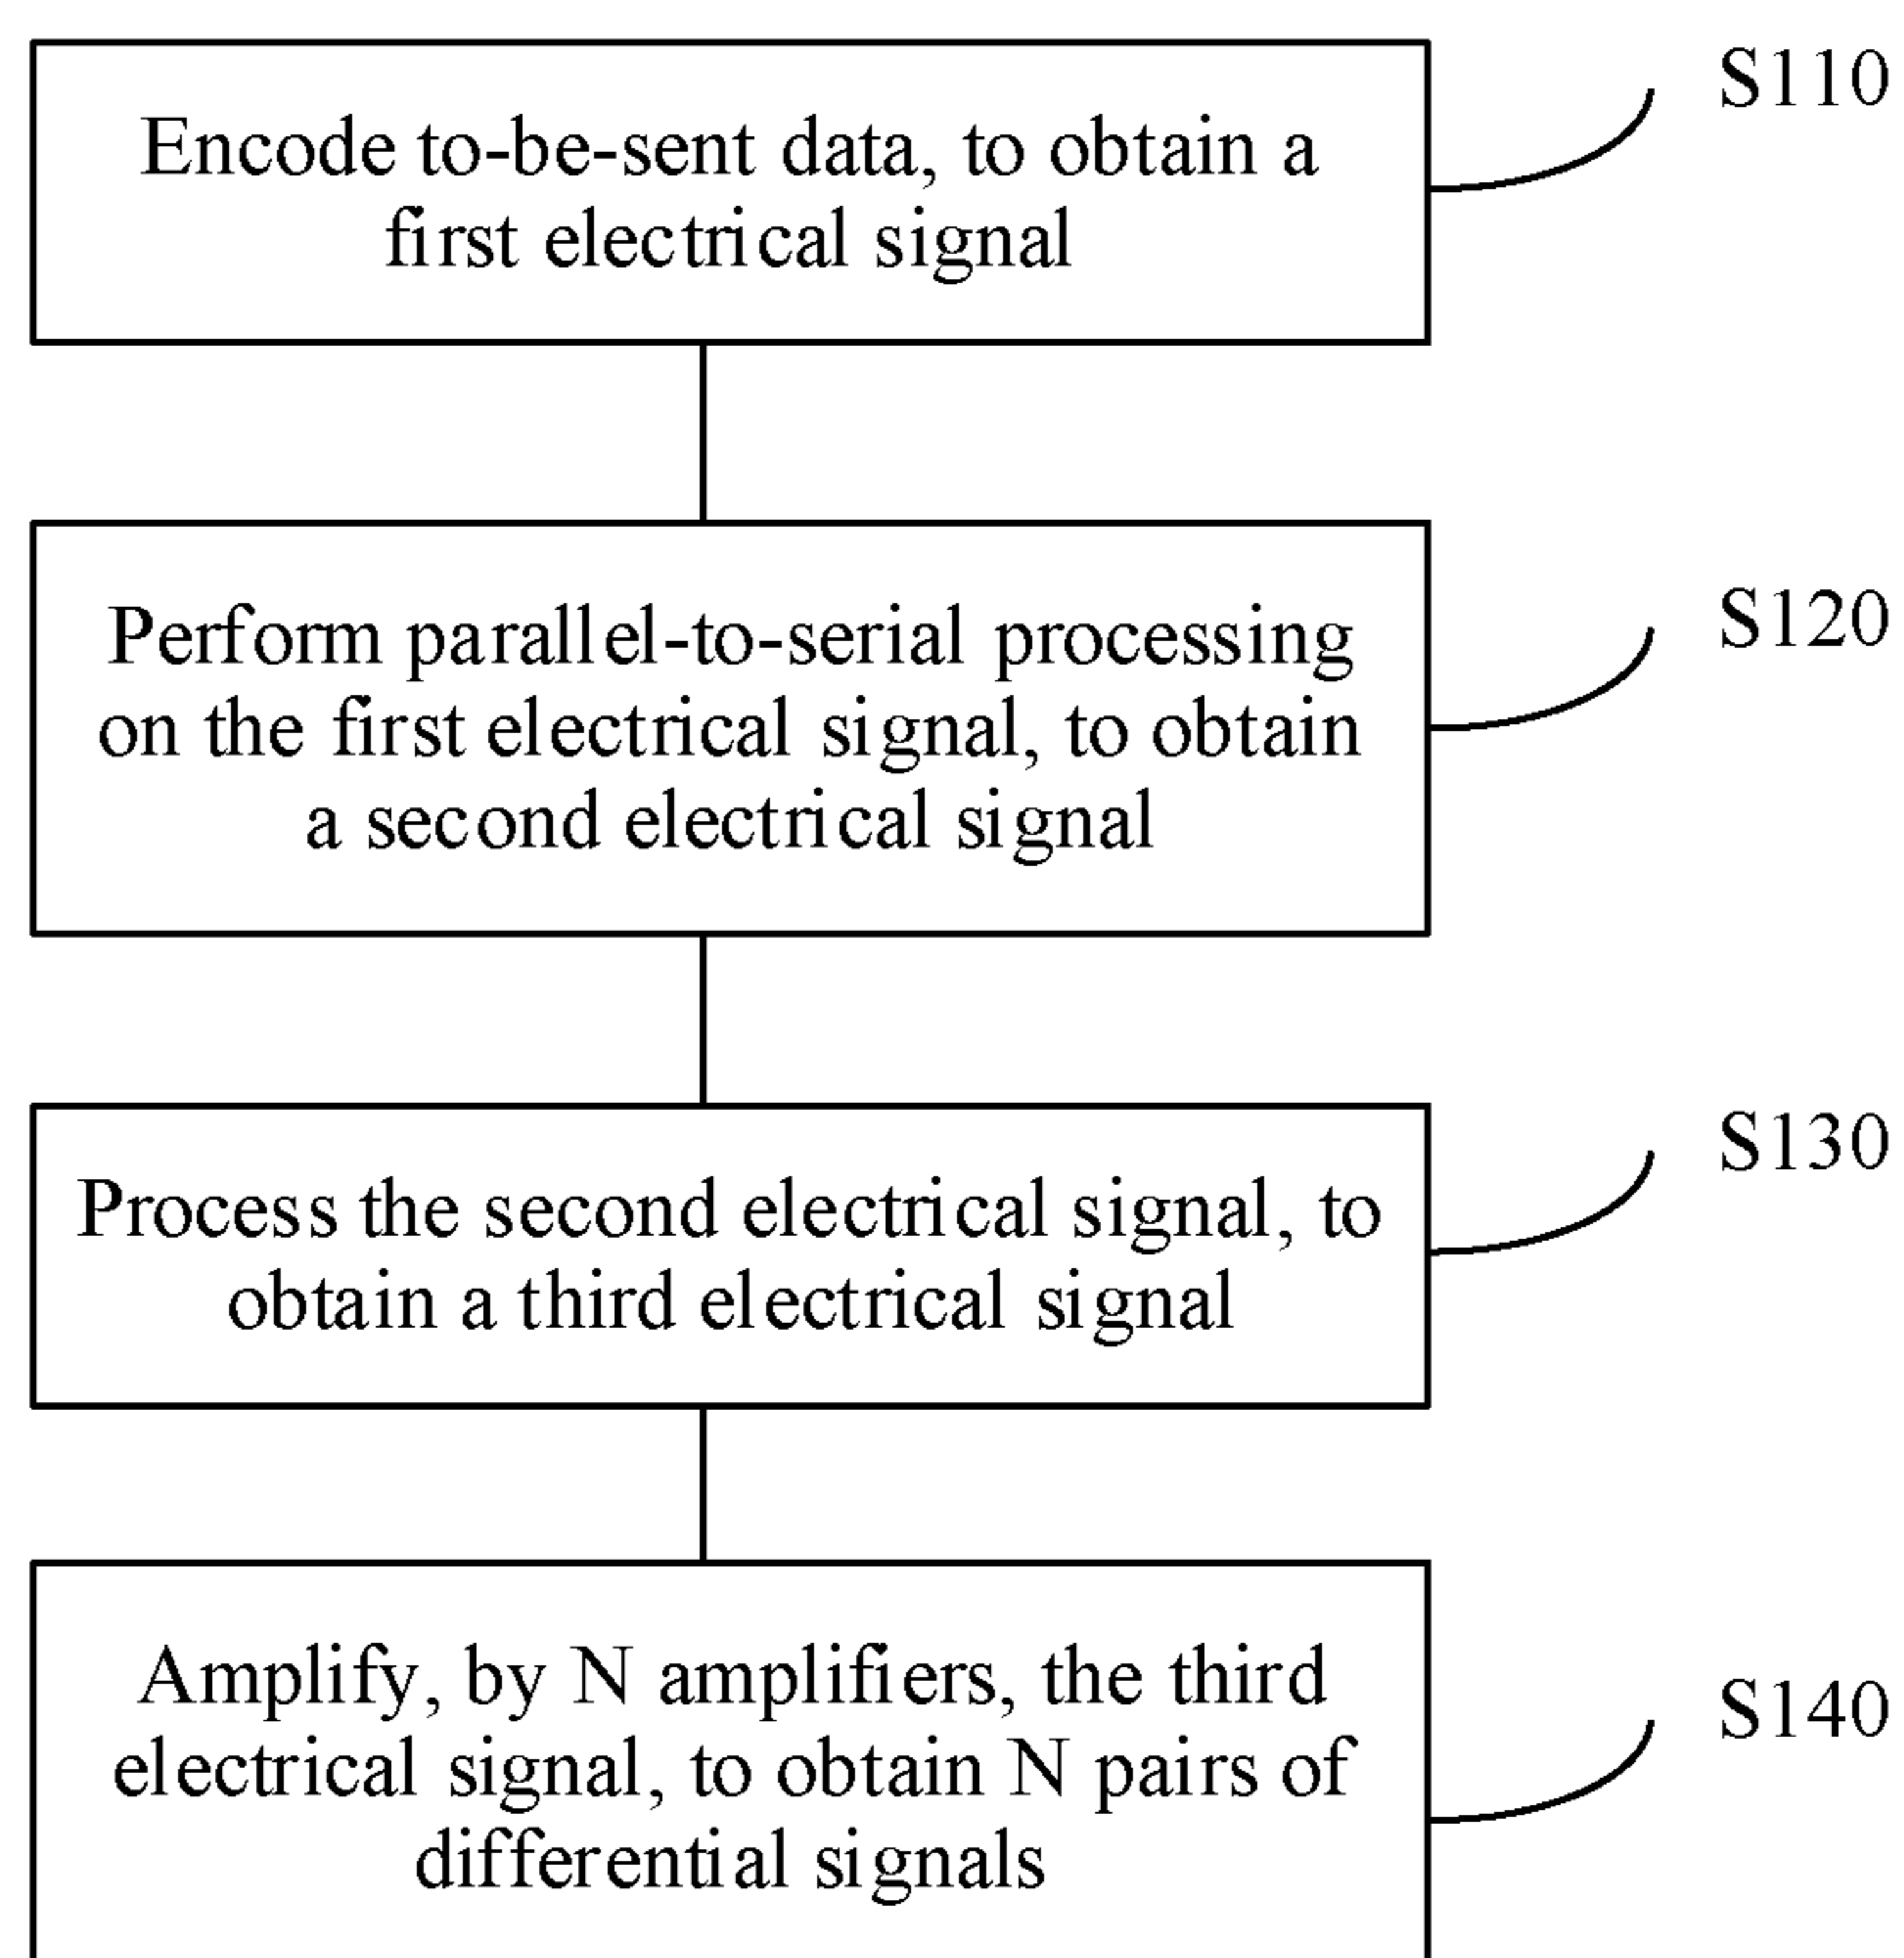 S110
Encode to-be-sent data, to obtain a
first electrical signal
S120
Perform parallel-to-serial processing
on the first electrical signal, to obtain
a second electrical signal
S130
Process the second electrical signal, to
obtain a third electrical signal
S140
Amplify, by N amplifiers, the third
electrical signal, to obtain N pairs of
differential signals